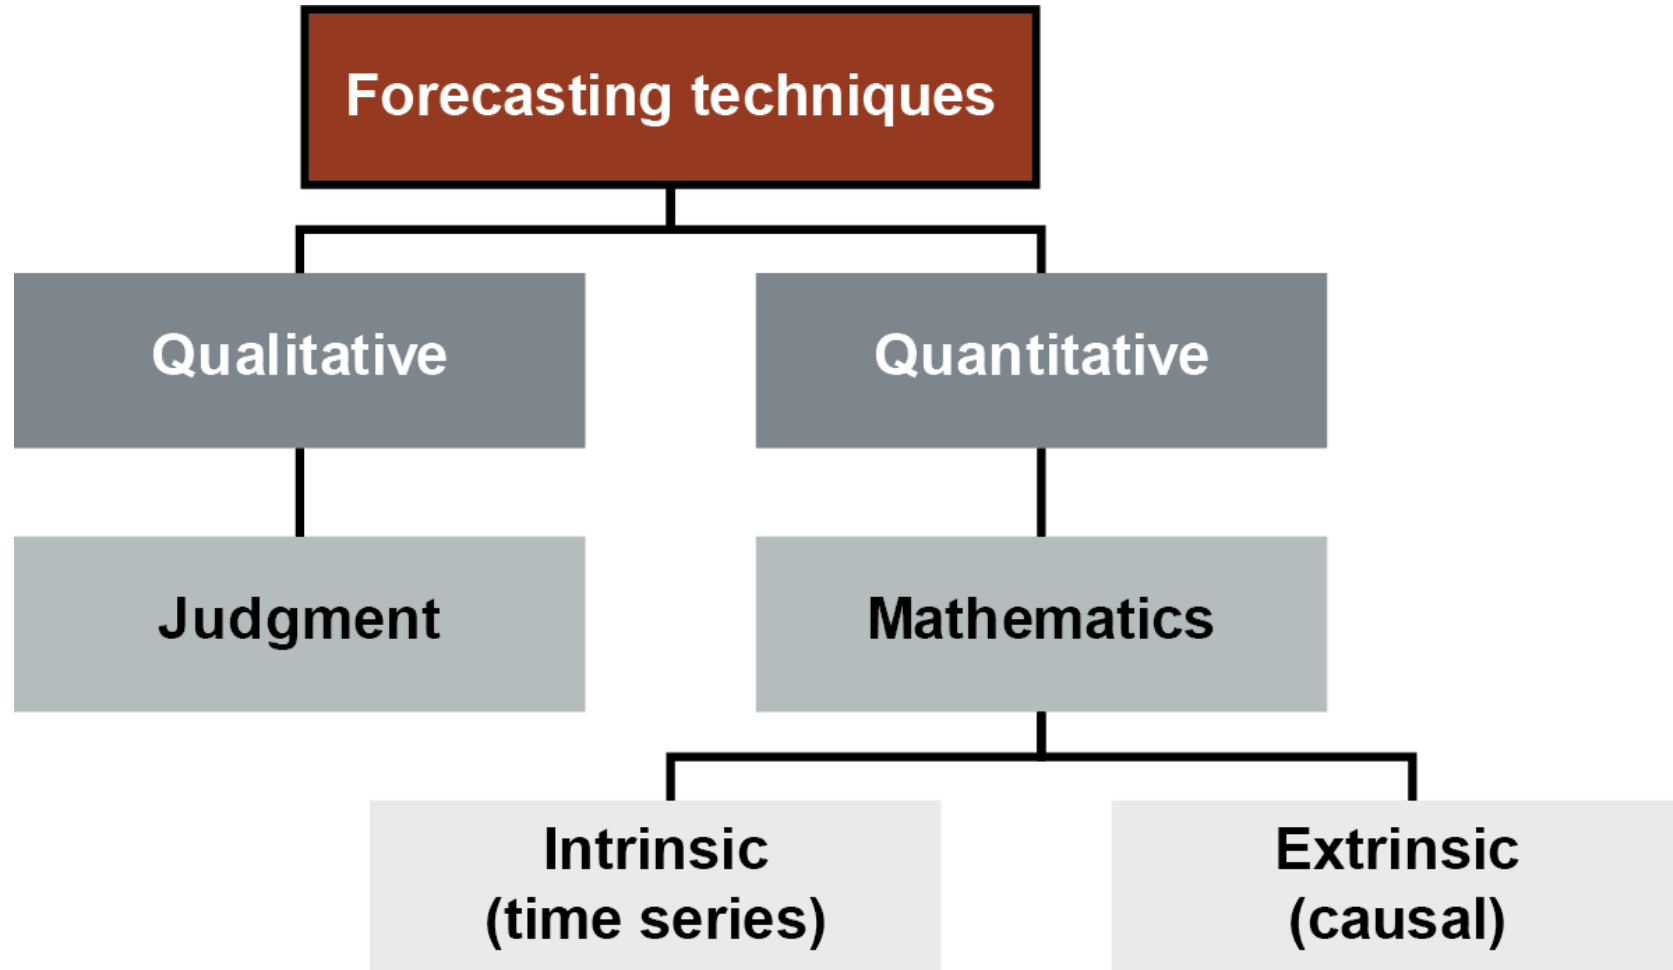 Forecasting techniques
Qualitative
Quantitative
Judgment
Mathematics
Intrinsic
(time series)
Extrinsic
(causal)